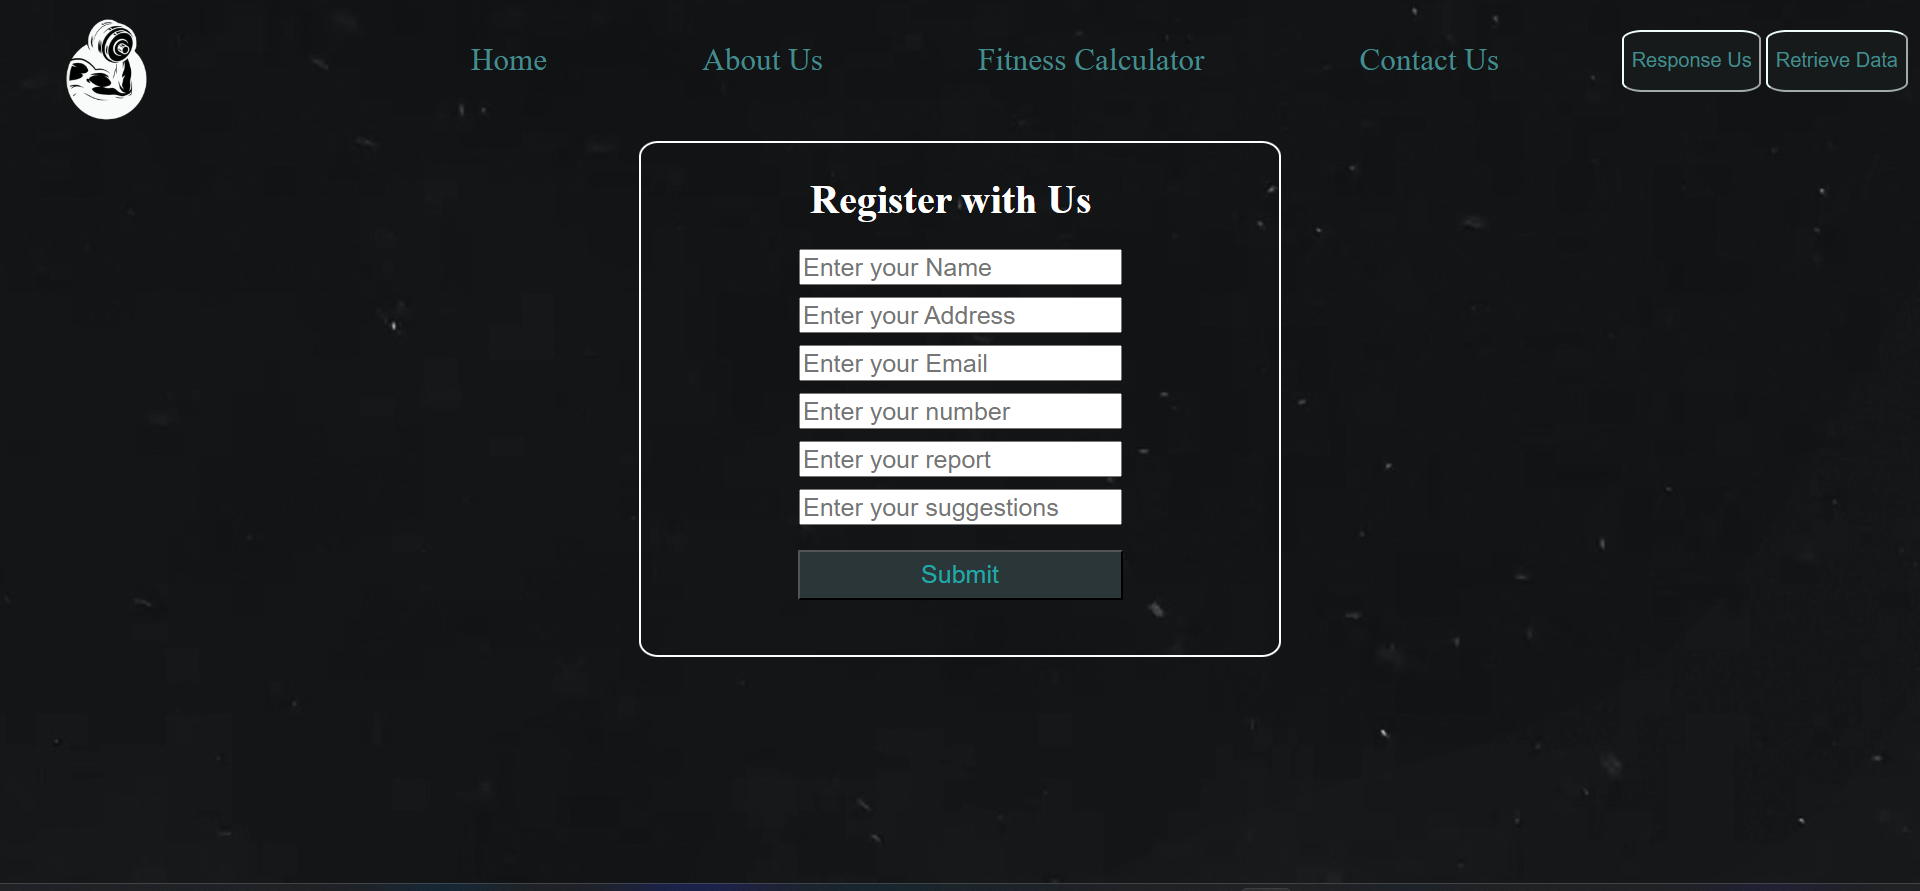 Home
About Us
Fitness Calculator
Contact Us
Response Us
Retrieve Data
Register with Us
Enter your Name
Enter your Address
Enter your Email
Enter your number
Enter your report
Enter your suggestions
Submit